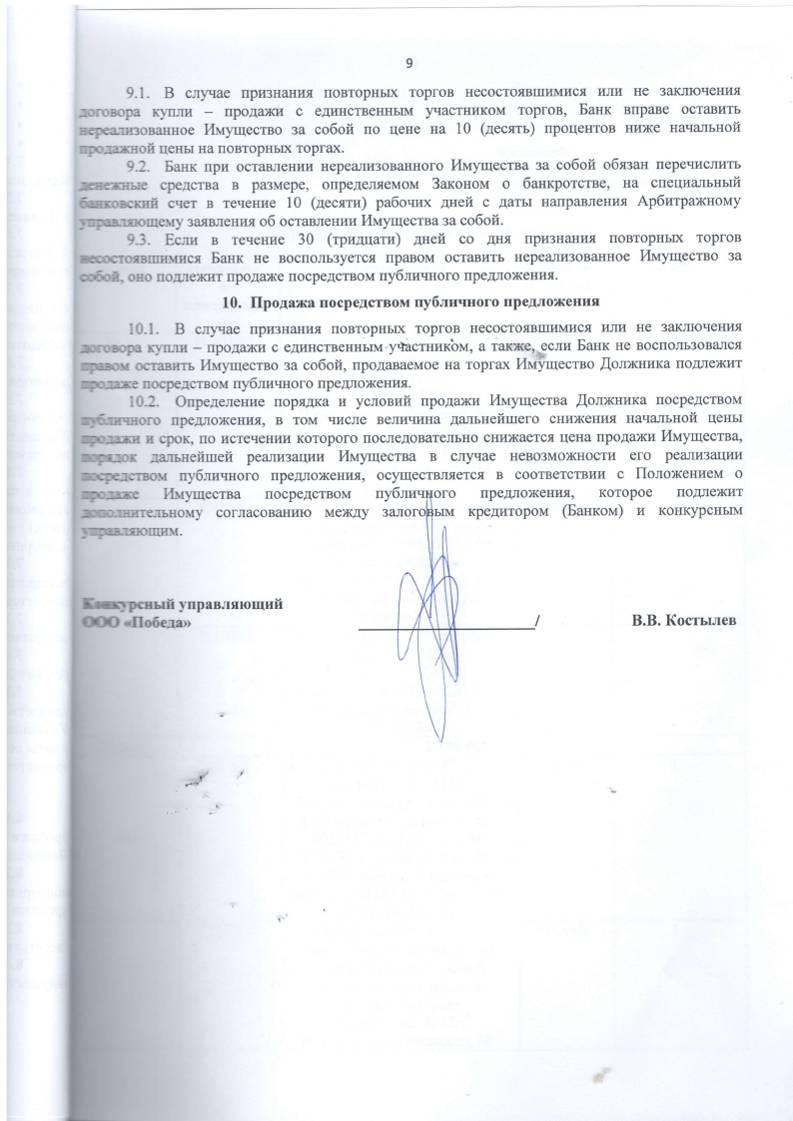 9
9.1. В случае признания повторных торгов несостоявшимися или не заключения
договора купли – продажи с единственным участником торгов, Банк вправе оставить
нереализованное Имущество за собой по цене на 10 (десять) процентов ниже начальной
продажной цены на повторных торгах.
9.2. Банк при оставлении нереализованного Имущества за собой обязан перечислить
денежные средства в размере, определяемом Законом о банкротстве, на специальный
банковский счет в течение 10 (десяти) рабочих дней с даты направления Арбитражному
управляющему заявления об оставлении Имущества за собой.
9.3. Если в течение 30 (тридцати) дней со дня признания повторных торгов
несостоявшимися Банк не воспользуется правом оставить нереализованное Имущество за
собой, оно подлежит продаже посредством публичного предложения.
10. Продажа посредством публичного предложения
10.1. В случае признания повторных торгов несостоявшимися или не заключения
договора купли – продажи с единственным участником, а также, если Банк не воспользовался
правом оставить Имущество за собой, продаваемое на торгах Имущество Должника подлежит
продаже посредством публичного предложения.
10.2. Определение порядка и условий продажи Имущества Должника посредством
публичного предложения, в том числе величина дальнейшего снижения начальной цены
продажи и срок, по истечении которого последовательно снижается цена продажи Имущества,
порядок дальнейшей реализации Имущества в случае невозможности его реализации
посредством публичного предложения, осуществляется в соответствии с Положением о
продаже Имущества посредством публичного предложения, которое подлежит
дополнительному согласованию между залоговым кредитором (Банком) и конкурсным
управляющим.
Конкурсный управляющий
ООО «Победа» ______________________/ В.В. Костылев